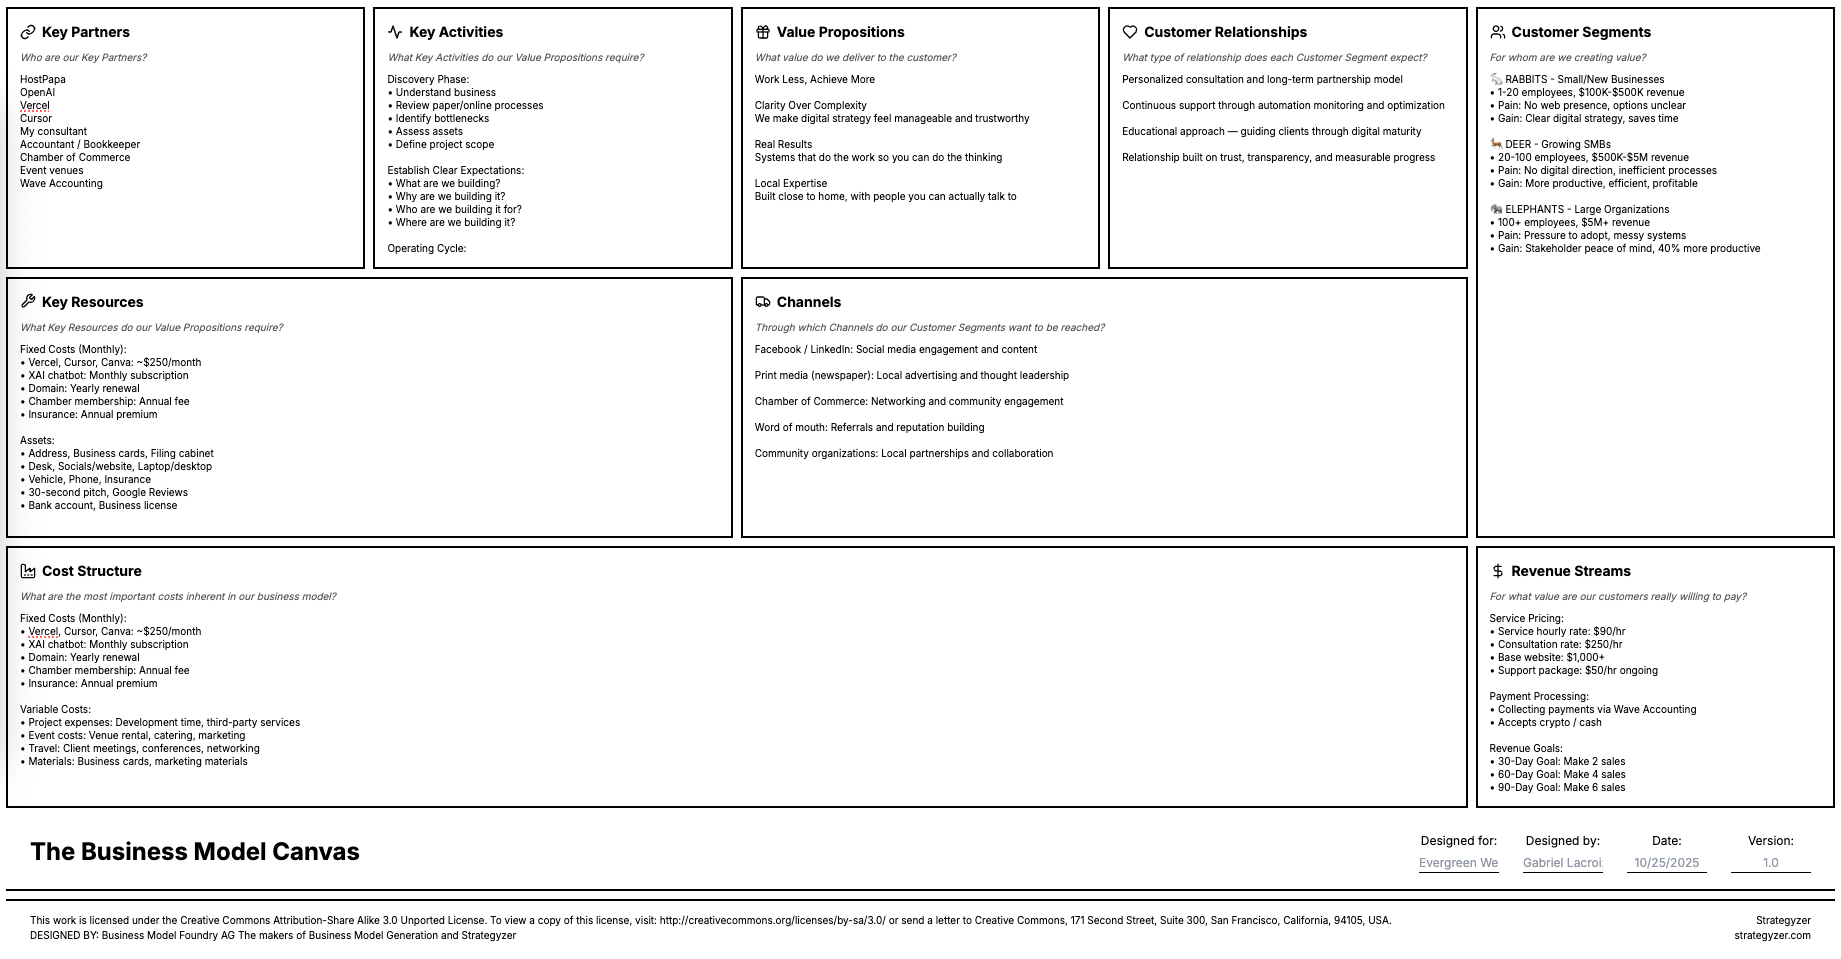 Key Partners
Who are our Key Partners?
HostPapa
OpenAI
Vercel
Cursor
My consultant
Accountant / Bookkeeper
Chamber of Commerce
Event venues
Wave Accounting
Key Activities
What Key Activities do our Value Propositions require?
Discovery Phase:
• Understand business
• Review paper/online processes
• Identify bottlenecks
• Assess assets
• Define project scope
Establish Clear Expectations:
• What are we building?
• Why are we building it?
• Who are we building it for?
• Where are we building it?
Operating Cycle:
Value Propositions
What value do we deliver to the customer?
Work Less, Achieve More
Clarity Over Complexity
We make digital strategy feel manageable and trustworthy
Real Results
Systems that do the work so you can do the thinking
Local Expertise
Built close to home, with people you can actually talk to
Customer Relationships
What type of relationship does each Customer Segment expect?
Personalized consultation and long-term partnership model
Continuous support through automation monitoring and optimization
Educational approach — guiding clients through digital maturity
Relationship built on trust, transparency, and measurable progress
Customer Segments
For whom are we creating value?
🐇 RABBITS - Small/New Businesses
• 1-20 employees, $100K-$500K revenue
• Pain: No web presence, options unclear
• Gain: Clear digital strategy, saves time
🦌 DEER - Growing SMBs
• 20-100 employees, $500K-$5M revenue
• Pain: No digital direction, inefficient processes
• Gain: More productive, efficient, profitable
🐘 ELEPHANTS - Large Organizations
• 100+ employees, $5M+ revenue
• Pain: Pressure to adopt, messy systems
• Gain: Stakeholder peace of mind, 40% more productive
Key Resources
What Key Resources do our Value Propositions require?
Fixed Costs (Monthly):
• Vercel, Cursor, Canva: ~$250/month
• XAI chatbot: Monthly subscription
• Domain: Yearly renewal
• Chamber membership: Annual fee
• Insurance: Annual premium
Assets:
• Address, Business cards, Filing cabinet
• Desk, Socials/website, Laptop/desktop
• Vehicle, Phone, Insurance
• 30-second pitch, Google Reviews
• Bank account, Business license
Channels
Through which Channels do our Customer Segments want to be reached?
Facebook / LinkedIn: Social media engagement and content
Print media (newspaper): Local advertising and thought leadership
Chamber of Commerce: Networking and community engagement
Word of mouth: Referrals and reputation building
Community organizations: Local partnerships and collaboration
Cost Structure
What are the most important costs inherent in our business model?
Fixed Costs (Monthly):
• Vercel, Cursor, Canva: ~$250/month
• XAI chatbot: Monthly subscription
• Domain: Yearly renewal
• Chamber membership: Annual fee
• Insurance: Annual premium
Variable Costs:
• Project expenses: Development time, third-party services
• Event costs: Venue rental, catering, marketing
• Travel: Client meetings, conferences, networking
• Materials: Business cards, marketing materials
Revenue Streams
For what value are our customers really willing to pay?
Service Pricing:
• Service hourly rate: $90/hr
• Consultation rate: $250/hr
• Base website: $1,000+
• Support package: $50/hr ongoing
Payment Processing:
• Collecting payments via Wave Accounting
• Accepts crypto / cash
Revenue Goals:
• 30-Day Goal: Make 2 sales
• 60-Day Goal: Make 4 sales
• 90-Day Goal: Make 6 sales
The Business Model Canvas
Designed for:
Evergreen We
Designed by:
Gabriel Lacroi
Date:
10/25/2025
Version:
1.0
This work is licensed under the Creative Commons Attribution-Share Alike 3.0 Unported License. To view a copy of this license, visit: http://creativecommons.org/licenses/by-sa/3.0/ or send a letter to Creative Commons, 171 Second Street, Suite 300, San Francisco, California, 94105, USA.
DESIGNED BY: Business Model Foundry AG The makers of Business Model Generation and Strategyzer
Strategyzer
strategyzer.com